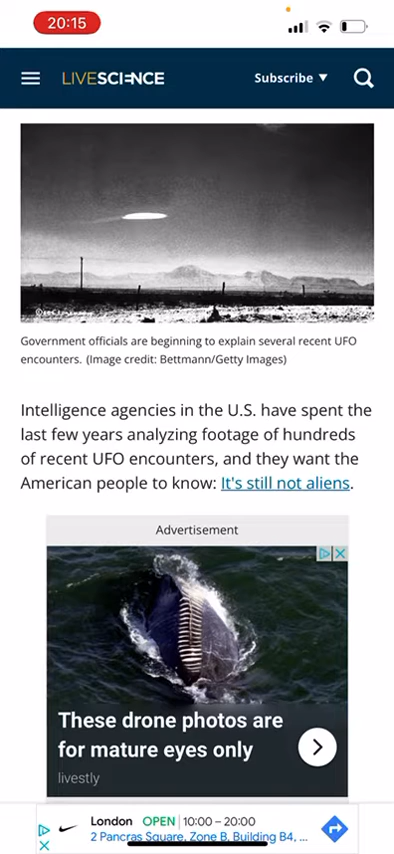 20:15
LIVESCIENCE
Subscribe
Government officials are beginning to explain several recent UFO
encounters. (Image credit: Bettmann/Getty Images)
Intelligence agencies in the U.S. have spent the
last few years analyzing footage of hundreds
of recent UFO encounters, and they want the
American people to know: It's still not aliens.
Advertisement
These drone photos are
for mature eyes only
livestly
London OPEN 10:00 – 20:00
2 Pancras Square, Zone B, Building B4, ...